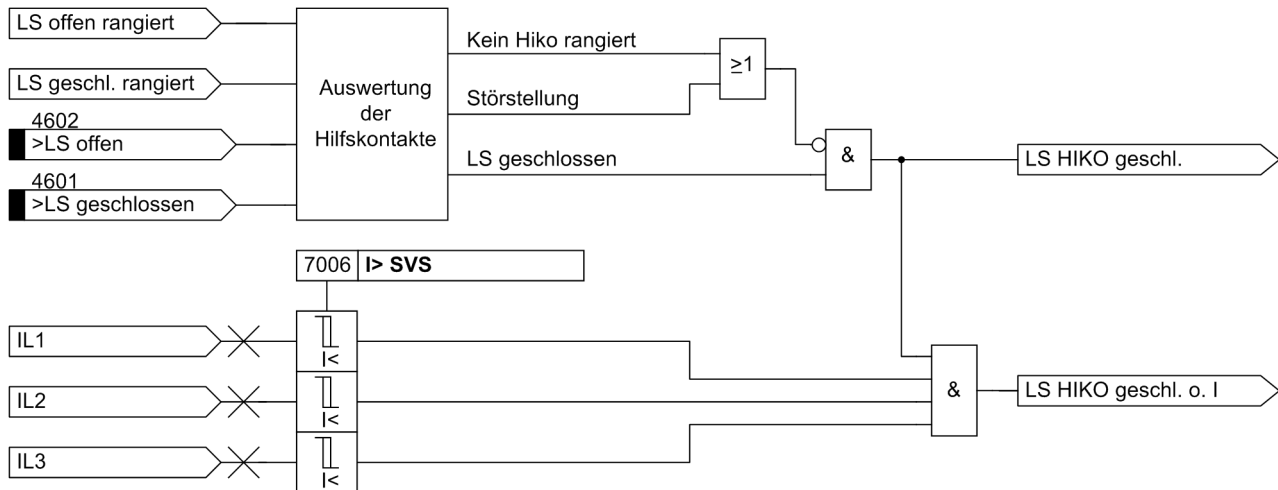 LS offen rangiert
LS geschl. rangiert
4602
>LS offen
4601
>LS geschlossen
Auswertung
der
Hilfskontakte
Kein Hiko rangiert
Störstellung
LS geschlossen
≥1
&
LS HIKO geschl.
7006 I> SVS
IL1
I<
IL2
I<
IL3
I<
&
LS HIKO geschl. o. I